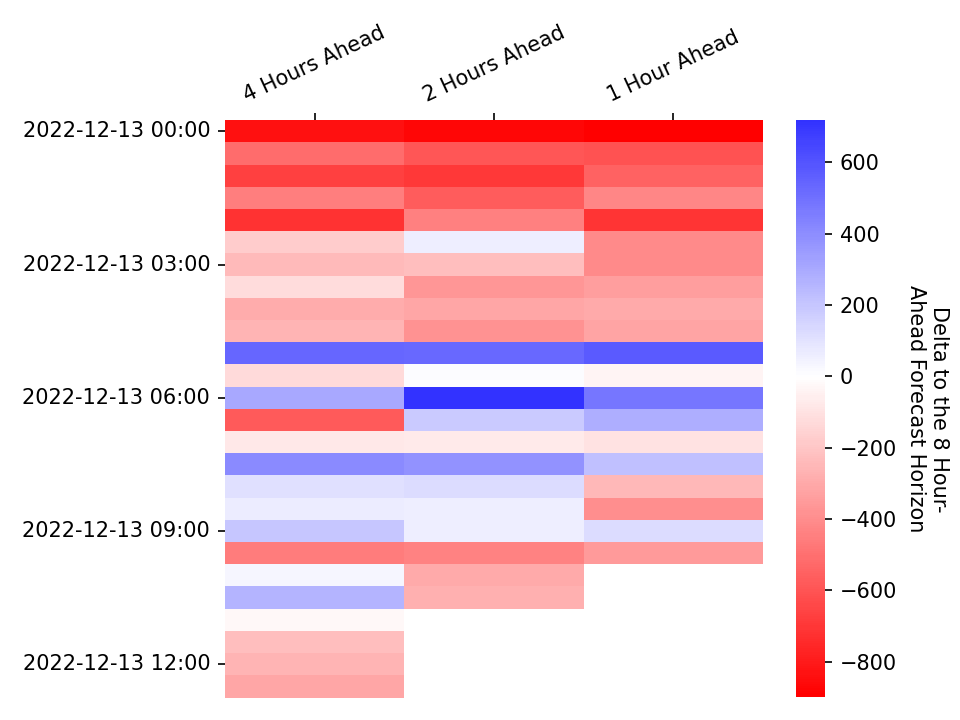 4 Hours Ahead
2 Hours Ahead
1 Hour Ahead
2022-12-13 00:00
2022-12-13 03:00
2022-12-13 06:00
2022-12-13 09:00
2022-12-13 12:00
600
400
200
0
−200
−400
−600
−800
Delta to the 8 Hour-
Ahead Forecast Horizon